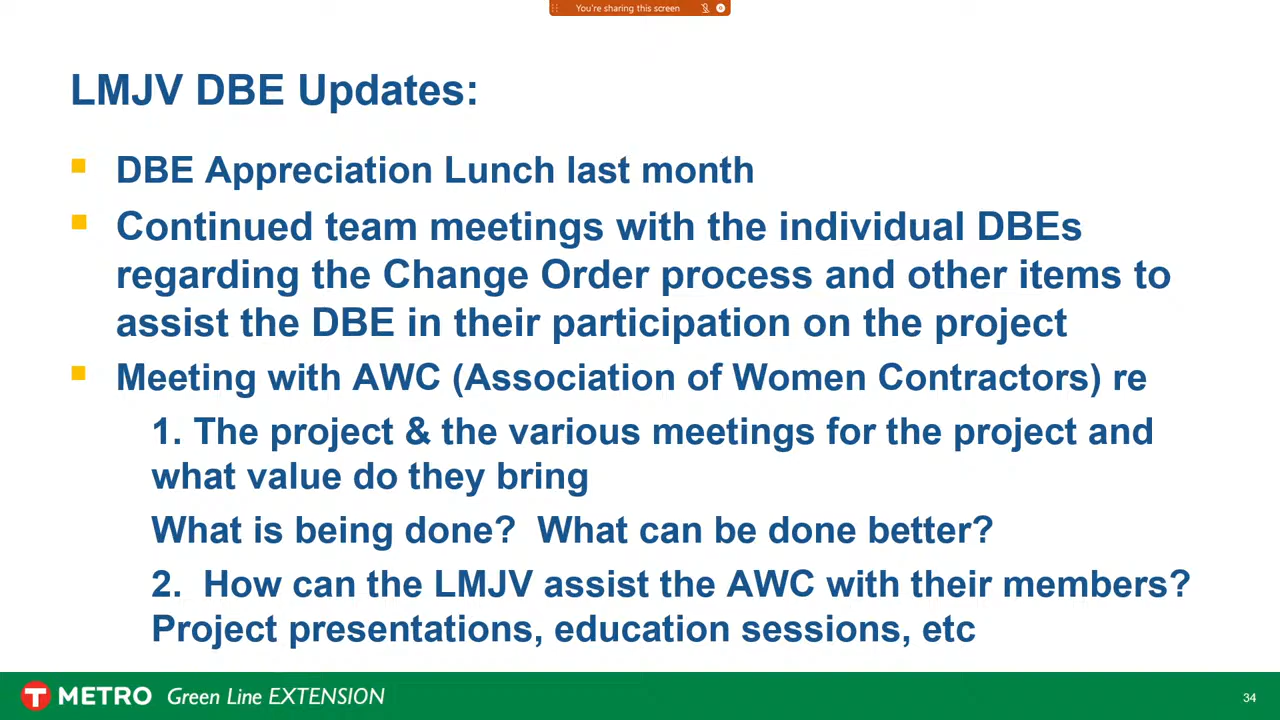 You're sharing this screen
LMJV DBE Updates:
DBE Appreciation Lunch last month
Continued team meetings with the individual DBEs
regarding the Change Order process and other items to
assist the DBE in their participation on the project
Meeting with AWC (Association of Women Contractors) re
1. The project & the various meetings for the project and
what value do they bring
What is being done?  What can be done better?
2.  How can the LMJV assist the AWC with their members?
Project presentations, education sessions, etc
T METRO Green Line EXTENSION
34